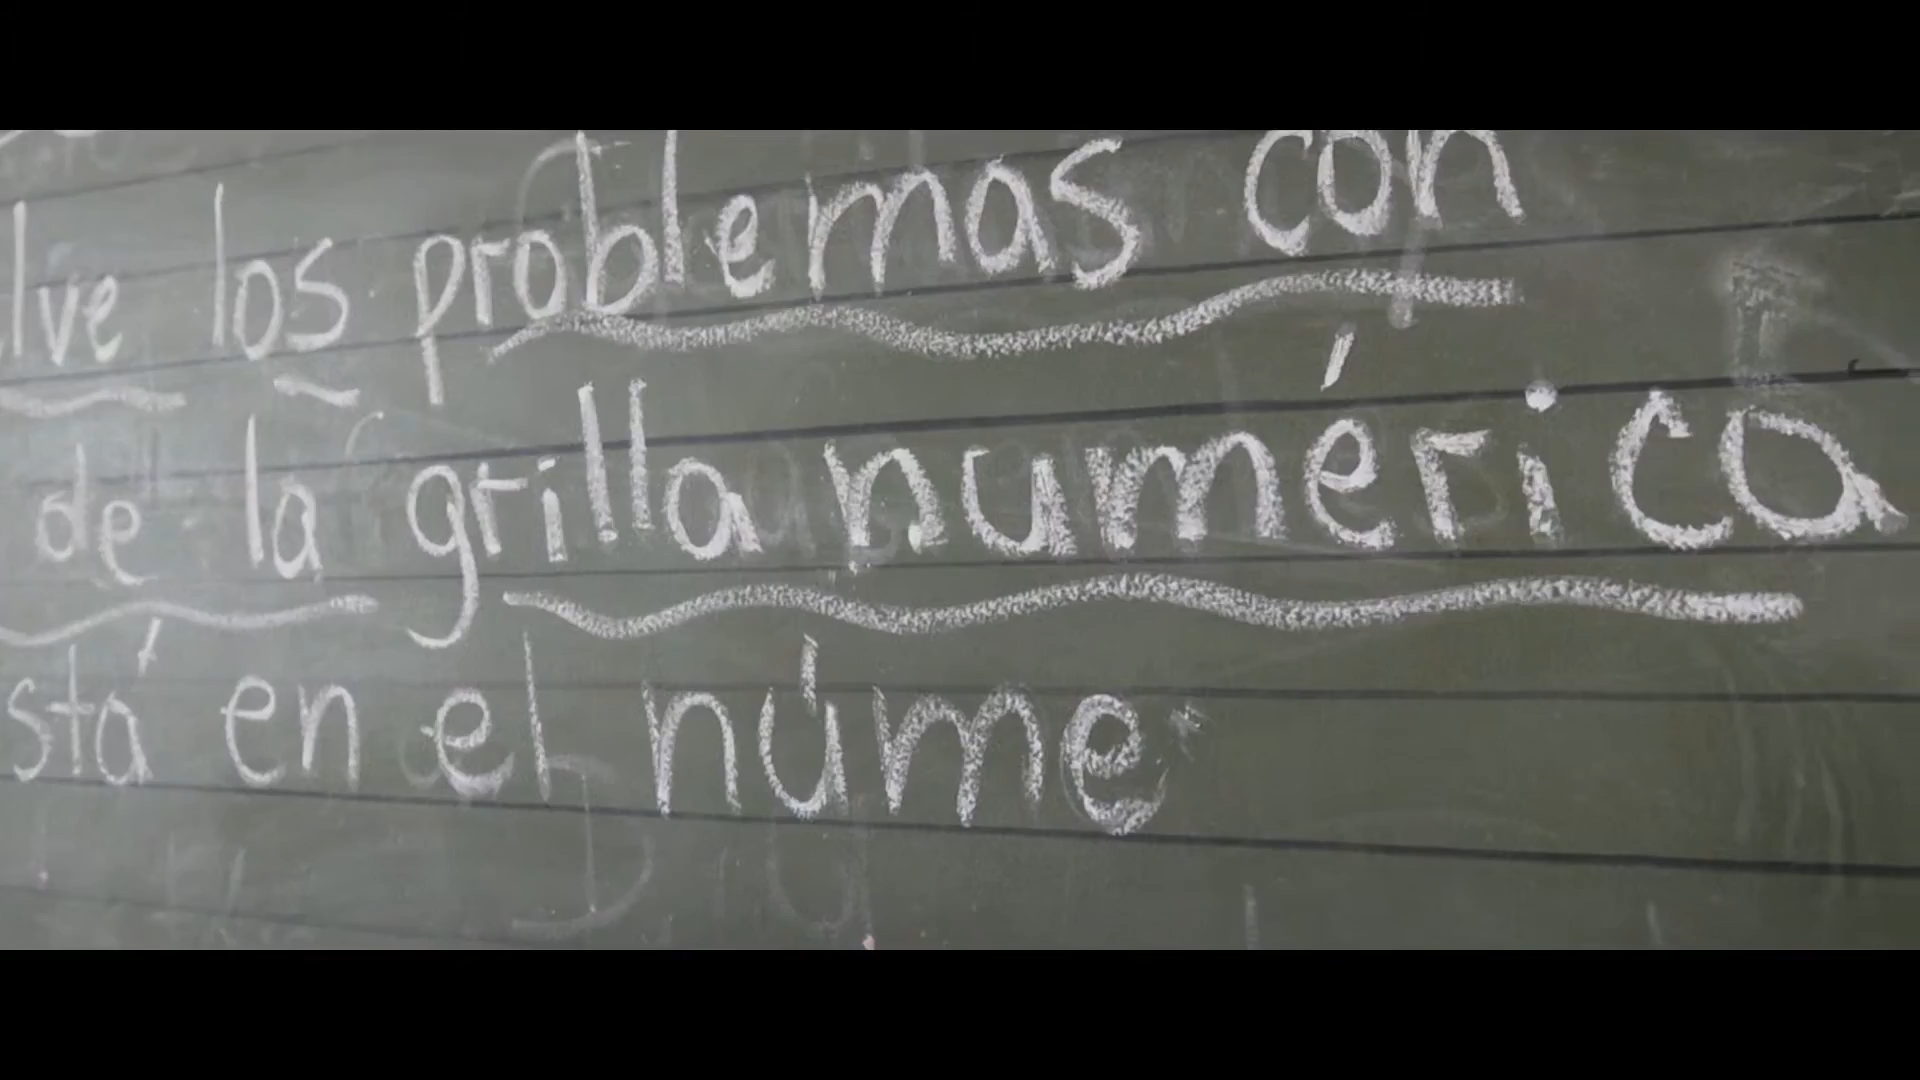 lve los problemas con
de la grilla numérica
stá en el núme